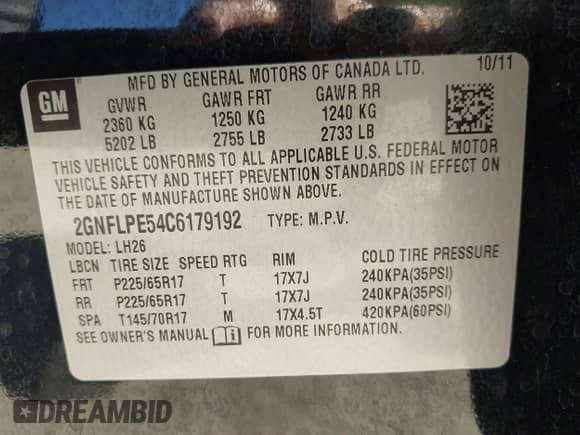 GM
MFD BY GENERAL MOTORS OF CANADA LTD. 10/11
GVWR GAWR FRT GAWR RR
2360 KG 1250 KG 1240 KG
5202 LB 2755 LB 2733 LB
THIS VEHICLE CONFORMS TO ALL APPLICABLE U.S. FEDERAL MOTOR
VEHICLE SAFETY AND THEFT PREVENTION STANDARDS IN EFFECT ON
THE DATE OF MANUFACTURE SHOWN ABOVE.
2GNFLPE54C6179192 TYPE: M.P.V.
MODEL: LH26
LBCN TIRE SIZE SPEED RTG RIM COLD TIRE PRESSURE
FRT P225/65R17 T 17X7J 240KPA(35PSI)
RR P225/65R17 T 17X7J 240KPA(35PSI)
SPA T145/70R17 M 17X4.5T 420KPA(60PSI)
SEE OWNER'S MANUAL FOR MORE INFORMATION.
DREAMBID